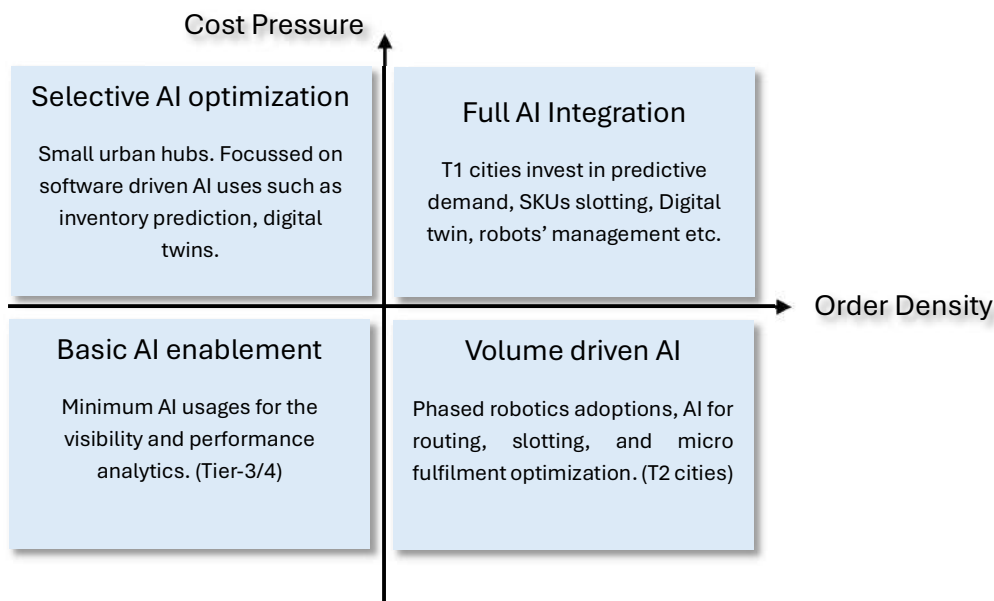 Cost Pressure
Selective AI optimization
Small urban hubs. Focussed on
software driven AI uses such as
inventory prediction, digital
twins.
Full AI Integration
T1 cities invest in predictive
demand, SKUs slotting, Digital
twin, robots’ management etc.
Order Density
Basic AI enablement
Minimum AI usages for the
visibility and performance
analytics. (Tier-3/4)
Volume driven AI
Phased robotics adoptions, AI for
routing, slotting, and micro
fulfilment optimization. (T2 cities)